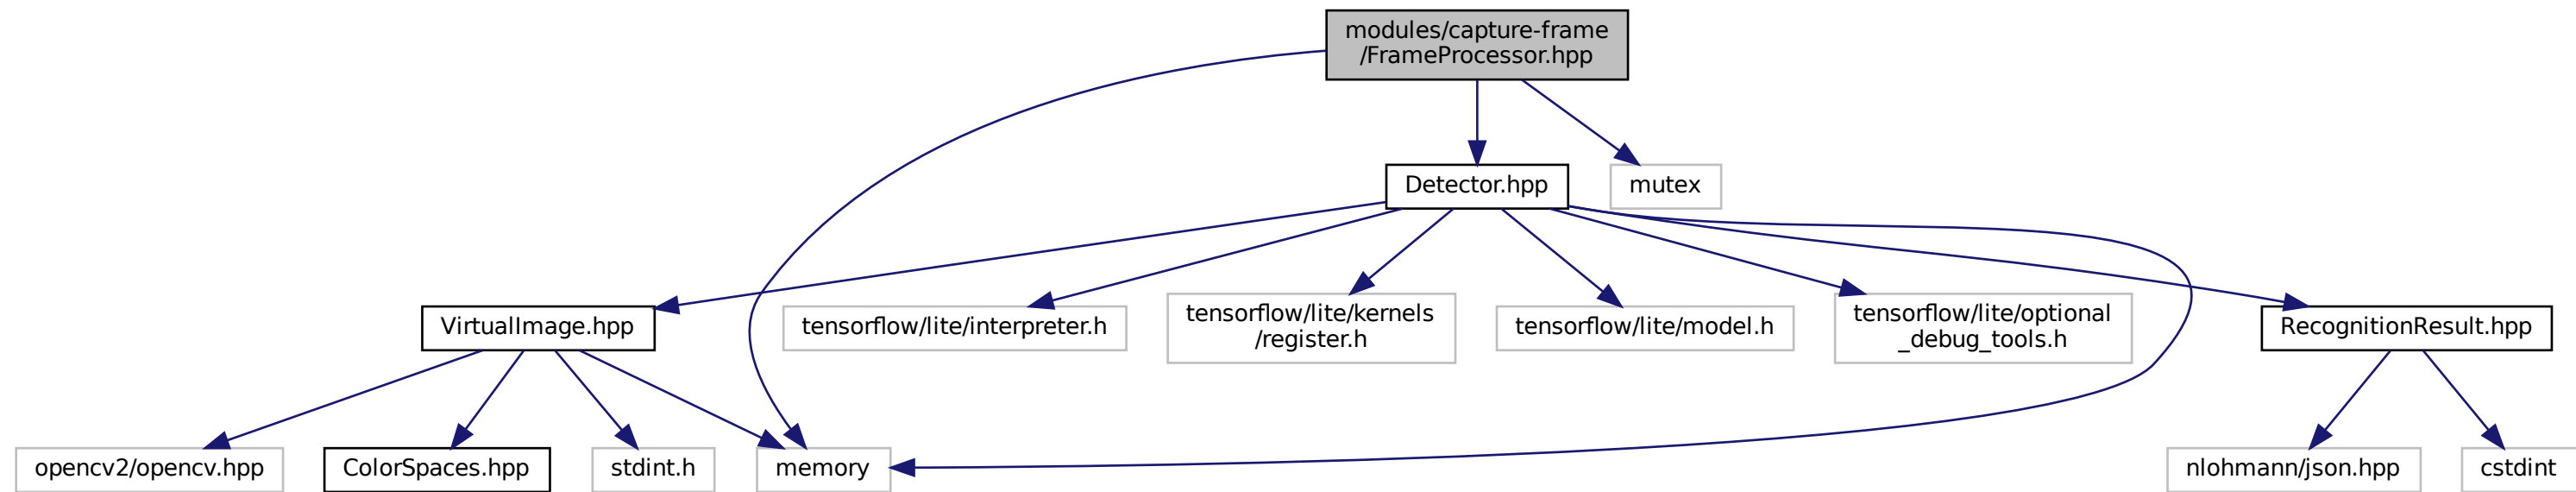 modules/capture-frame
/FrameProcessor.hpp
Detector.hpp
mutex
VirtualImage.hpp
tensorflow/lite/interpreter.h
tensorflow/lite/kernels
/register.h
tensorflow/lite/model.h
tensorflow/lite/optional
_debug_tools.h
RecognitionResult.hpp
opencv2/opencv.hpp
ColorSpaces.hpp
stdint.h
memory
nlohmann/json.hpp
cstdint